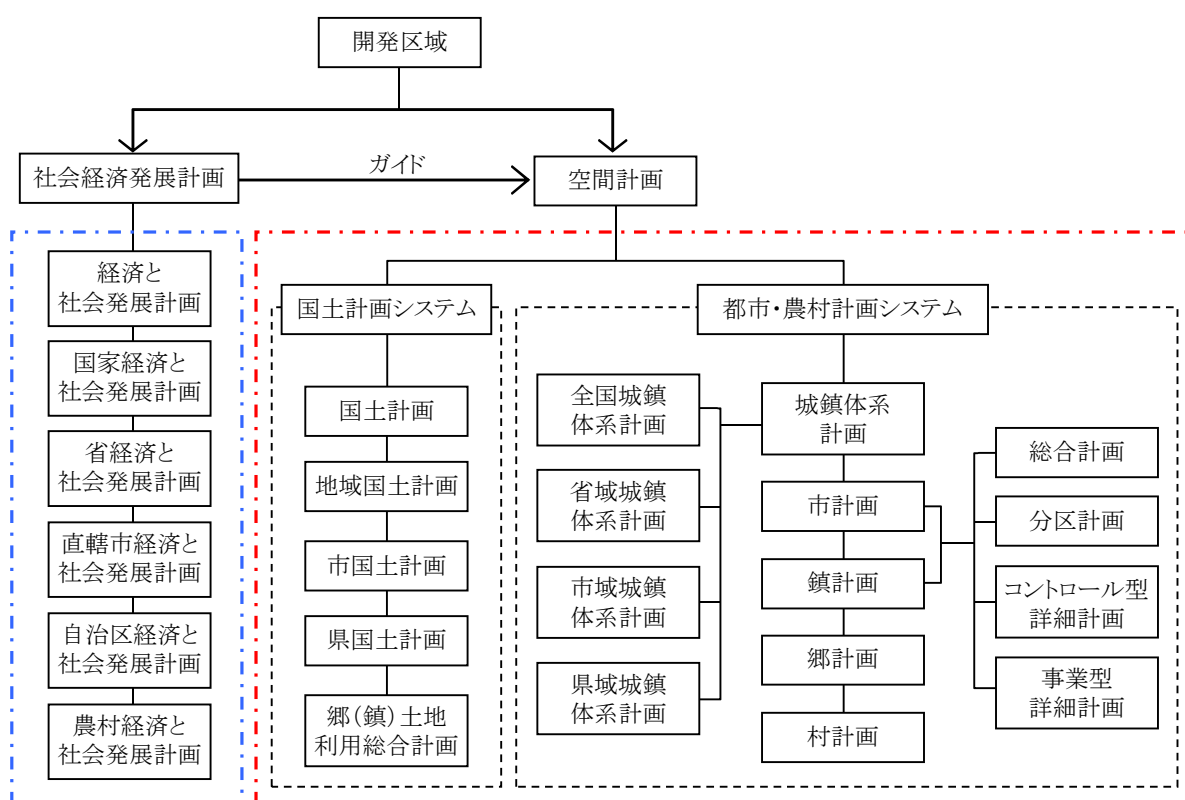 開発区域
社会経済発展計画
ガイド
空間計画
経済と
社会発展計画
国家経済と
社会発展計画
省経済と
社会発展計画
直轄市経済と
社会発展計画
自治区経済と
社会発展計画
農村経済と
社会発展計画
国土計画システム
国土計画
地域国土計画
市国土計画
県国土計画
郷(鎮)土地
利用総合計画
都市・農村計画システム
全国城鎮
体系計画
省域城鎮
体系計画
市域城鎮
体系計画
県域城鎮
体系計画
城鎮体系
計画
市計画
鎮計画
郷計画
村計画
総合計画
分区計画
コントロール型
詳細計画
事業型
詳細計画